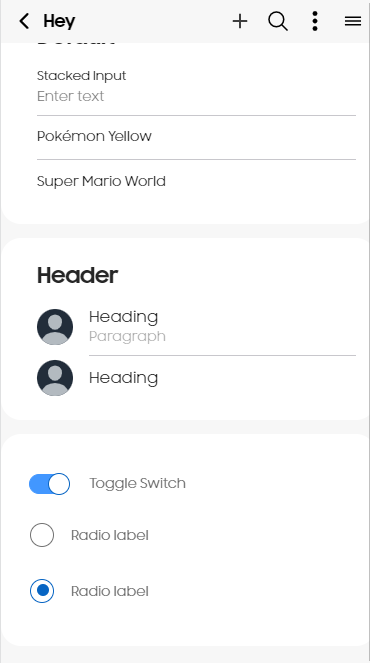 Hey
Stacked Input
Enter text
Pokémon Yellow
Super Mario World
Header
Heading
Paragraph
Heading
Toggle Switch
Radio label
Radio label